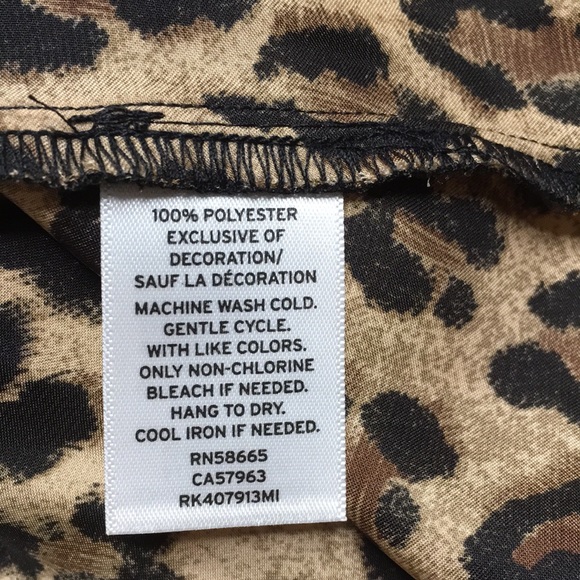 100% POLYESTER
EXCLUSIVE OF
DECORATION/
SAUF LA DÉCORATION
MACHINE WASH COLD.
GENTLE CYCLE.
WITH LIKE COLORS.
ONLY NON-CHLORINE
BLEACH IF NEEDED.
HANG TO DRY.
COOL IRON IF NEEDED.
RN58665
CA57963
RK407913MI